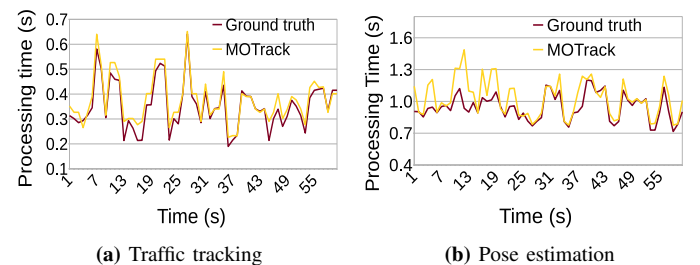 Processing time (s)
0.7
0.6
0.5
0.4
0.3
0.2
0.1
Ground truth
MOTrack
1 7 13 19 25 31 37 43 49 55
Time (s)
(a) Traffic tracking
Processing Time (s)
1.6
1.3
1.0
0.7
0.4
Ground truth
MOTrack
1 7 13 19 25 31 37 43 49 55
Time (s)
(b) Pose estimation